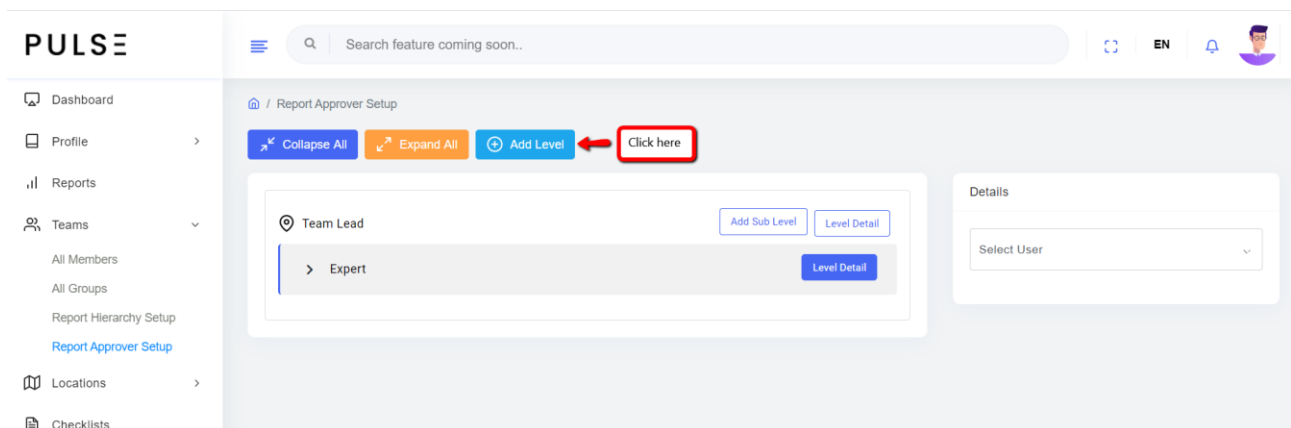 PULSΞ
Search feature coming soon..
EN
Dashboard
Profile
Reports
Teams
All Members
All Groups
Report Hierarchy Setup
Report Approver Setup
Locations
Checklists
/ Report Approver Setup
Collapse All
Expand All
Add Level
Click here
Team Lead
Add Sub Level
Level Detail
Expert
Level Detail
Details
Select User